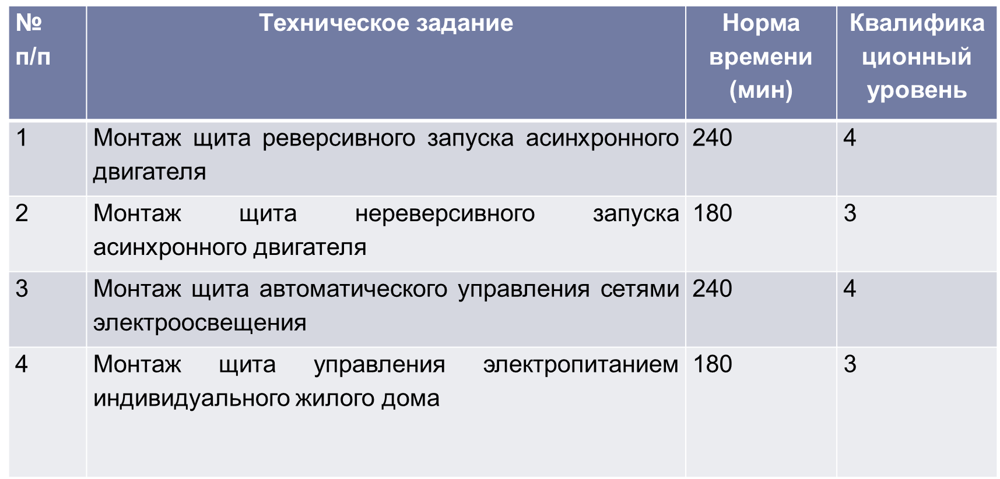 № п/п Техническое задание Норма времени (мин) Квалифика ционный уровень
1 Монтаж щита реверсивного запуска асинхронного 240 4
двигателя
2 Монтаж щита нереверсивного запуска 180 3
асинхронного двигателя
3 Монтаж щита автоматического управления сетями 240 4
электроосвещения
4 Монтаж щита управления электропитанием 180 3
индивидуального жилого дома